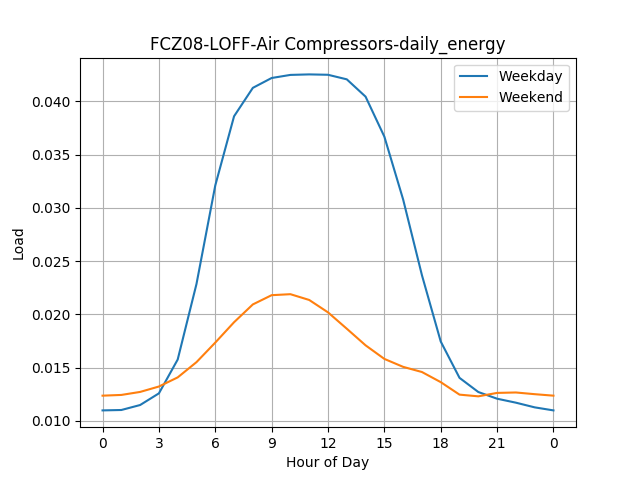 FCZ08-LOFF-Air Compressors-daily_energy
Weekday
Weekend
Load
0.040
0.035
0.030
0.025
0.020
0.015
0.010
0 3 6 9 12 15 18 21 0
Hour of Day